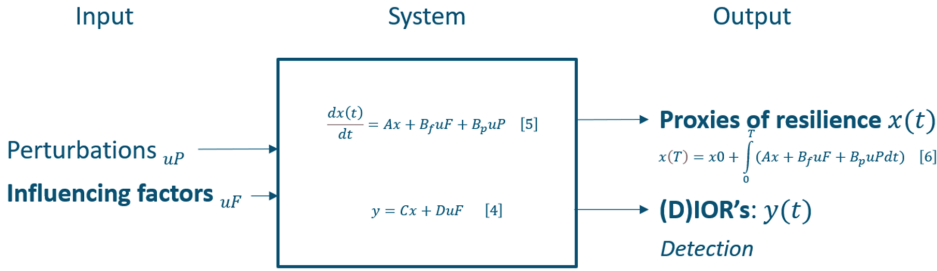 Input
System
Output
dx(t)/dt = Ax + B_f uF + B_p uP [5]
Proxies of resilience x(t)
x(T) = x0 + ∫_0^T (Ax + B_f uF + B_p uPdt) [6]
Perturbations uP
Influencing factors uF
y = Cx + DuF [4]
(D)IOR's: y(t)
Detection